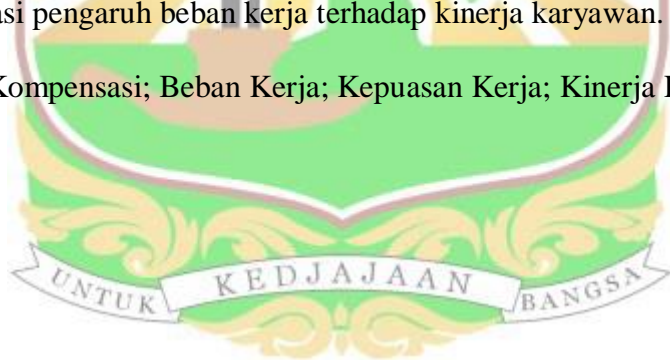 asi pengaruh beban kerja terhadap kinerja karyawan.
Kompensasi; Beban Kerja; Kepuasan Kerja; Kinerja
UNTUK KEDJAJAAN BANGSA